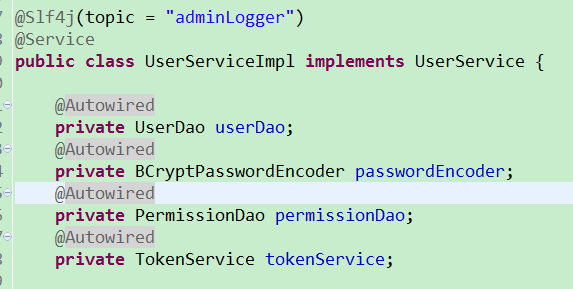 @Slf4j(topic = "adminLogger")
@Service
public class UserServiceImpl implements UserService {
@Autowired
private UserDao userDao;
@Autowired
private BCryptPasswordEncoder passwordEncoder;
@Autowired
private PermissionDao permissionDao;
@Autowired
private TokenService tokenService;